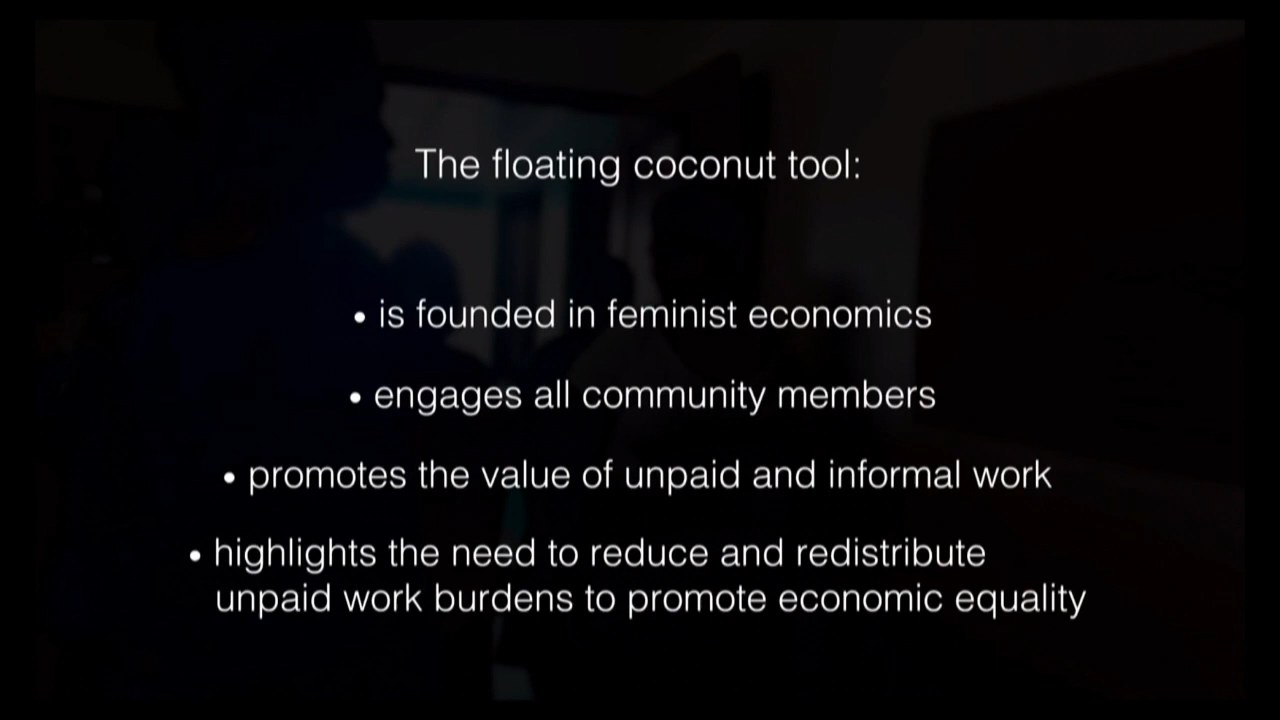 The floating coconut tool:
• is founded in feminist economics
• engages all community members
• promotes the value of unpaid and informal work
• highlights the need to reduce and redistribute
unpaid work burdens to promote economic equality